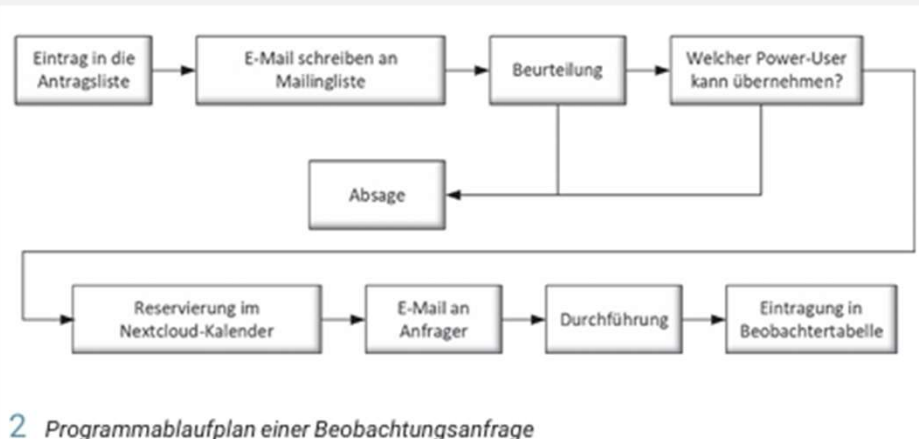 Eintrag in die
Antragsliste
E-Mail schreiben an
Mailingliste
Beurteilung
Welcher Power-User
kann übernehmen?
Absage
Reservierung im
Nextcloud-Kalender
E-Mail an
Anfrager
Durchführung
Eintragung in
Beobachtertabelle
2 Programmablaufplan einer Beobachtungsanfrage